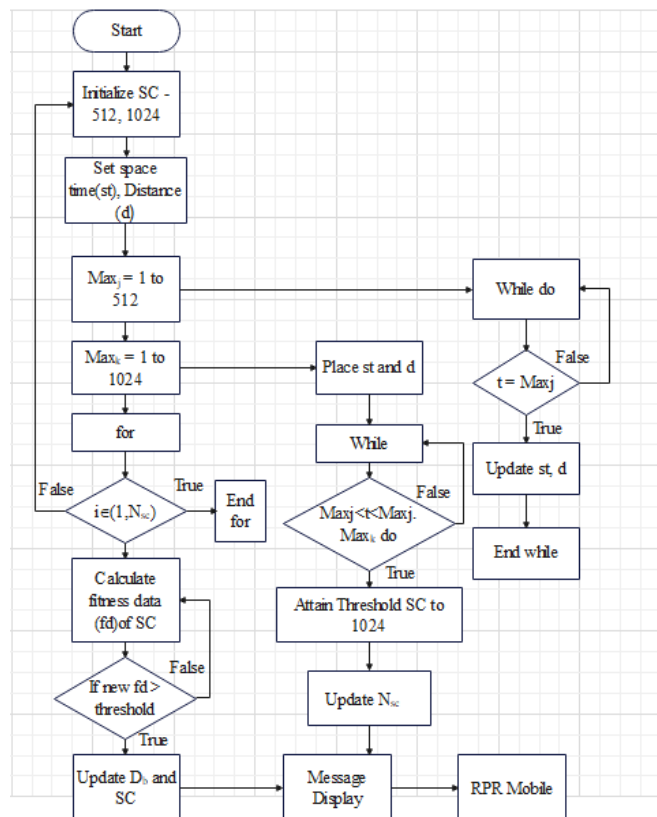 Start
Initialize SC -
512, 1024
Set space
time(st), Distance
(d)
Maxⱼ = 1 to
512
While do
Maxₖ = 1 to
1024
Place st and d
False
t = Maxj
True
for
While
Update st, d
False
True
i∈(1,Nₛc)
End
for
False
Maxj<t<Maxj.
Maxₖ do
True
End while
Calculate
fitness data
(fd)of SC
Attain Threshold SC to
1024
False
If new fd >
threshold
True
Update Nₛc
Update Db and
SC
Message
Display
RPR Mobile